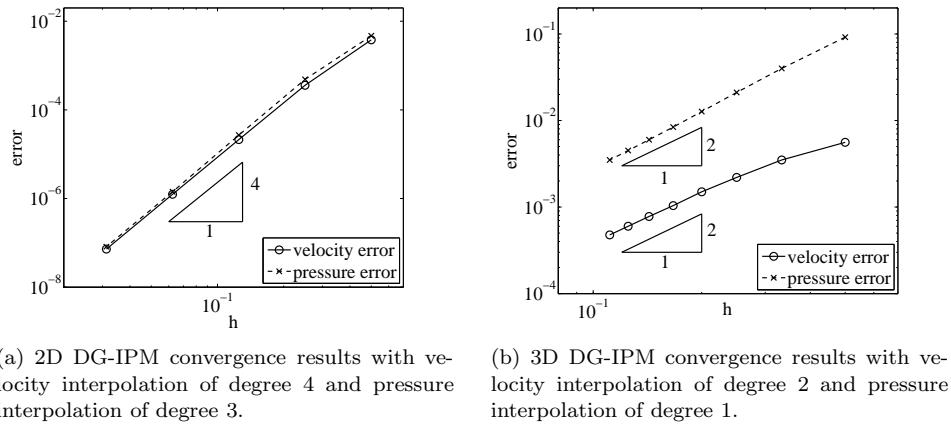 10^-2
10^-4
10^-6
10^-8
error
4
1
velocity error
pressure error
10^-1
h
10^-1
10^-2
10^-3
10^-4
error
2
1
2
1
velocity error
pressure error
10^-1
h
(a) 2D DG-IPM convergence results with ve-
locity interpolation of degree 4 and pressure
interpolation of degree 3.
(b) 3D DG-IPM convergence results with ve-
locity interpolation of degree 2 and pressure
interpolation of degree 1.